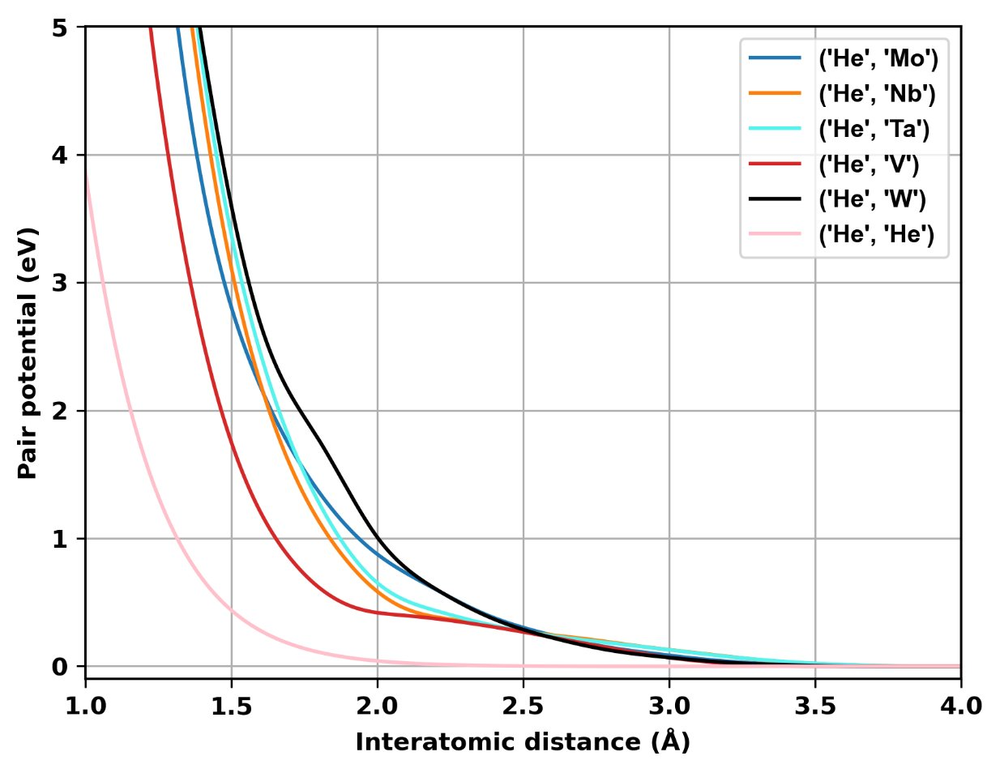 5
4
3
2
1
0
Pair potential (eV)
('He', 'Mo')
('He', 'Nb')
('He', 'Ta')
('He', 'V')
('He', 'W')
('He', 'He')
1.0 1.5 2.0 2.5 3.0 3.5 4.0
Interatomic distance (Å)